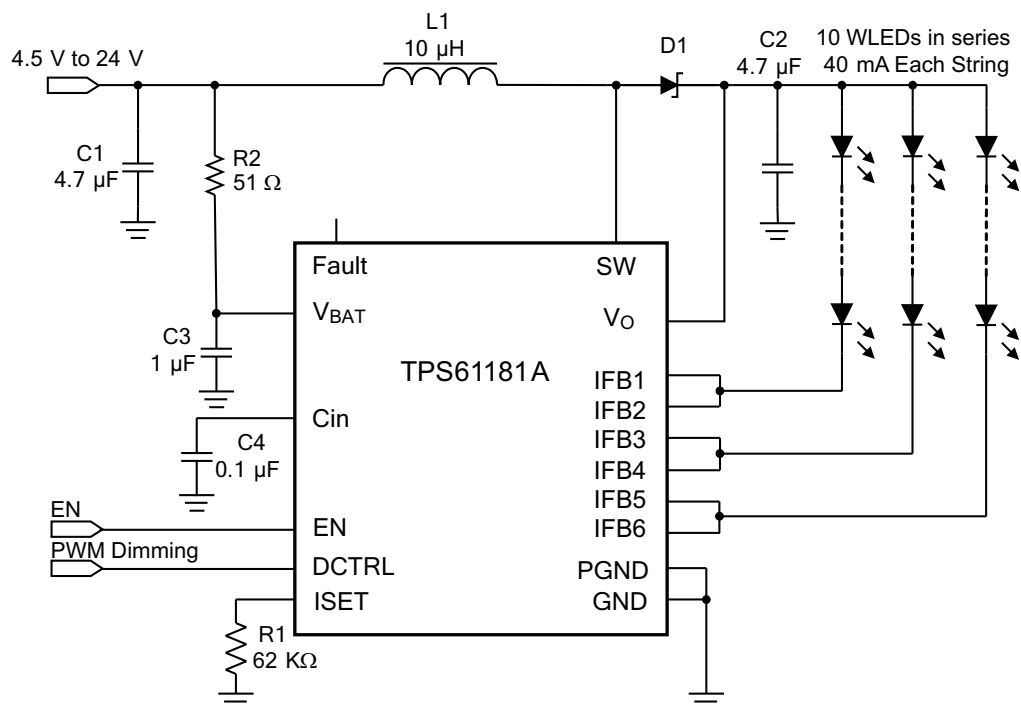 L1
10 µH
D1
C2
4.7 µF
10 WLEDs in series
40 mA Each String
4.5 V to 24 V
C1
4.7 µF
R2
51 Ω
Fault
SW
VBAT
VO
C3
1 µF
TPS61181A
IFB1
IFB2
IFB3
IFB4
IFB5
IFB6
Cin
C4
0.1 µF
EN
EN
PWM Dimming
DCTRL
PGND
ISET
GND
R1
62 KΩ